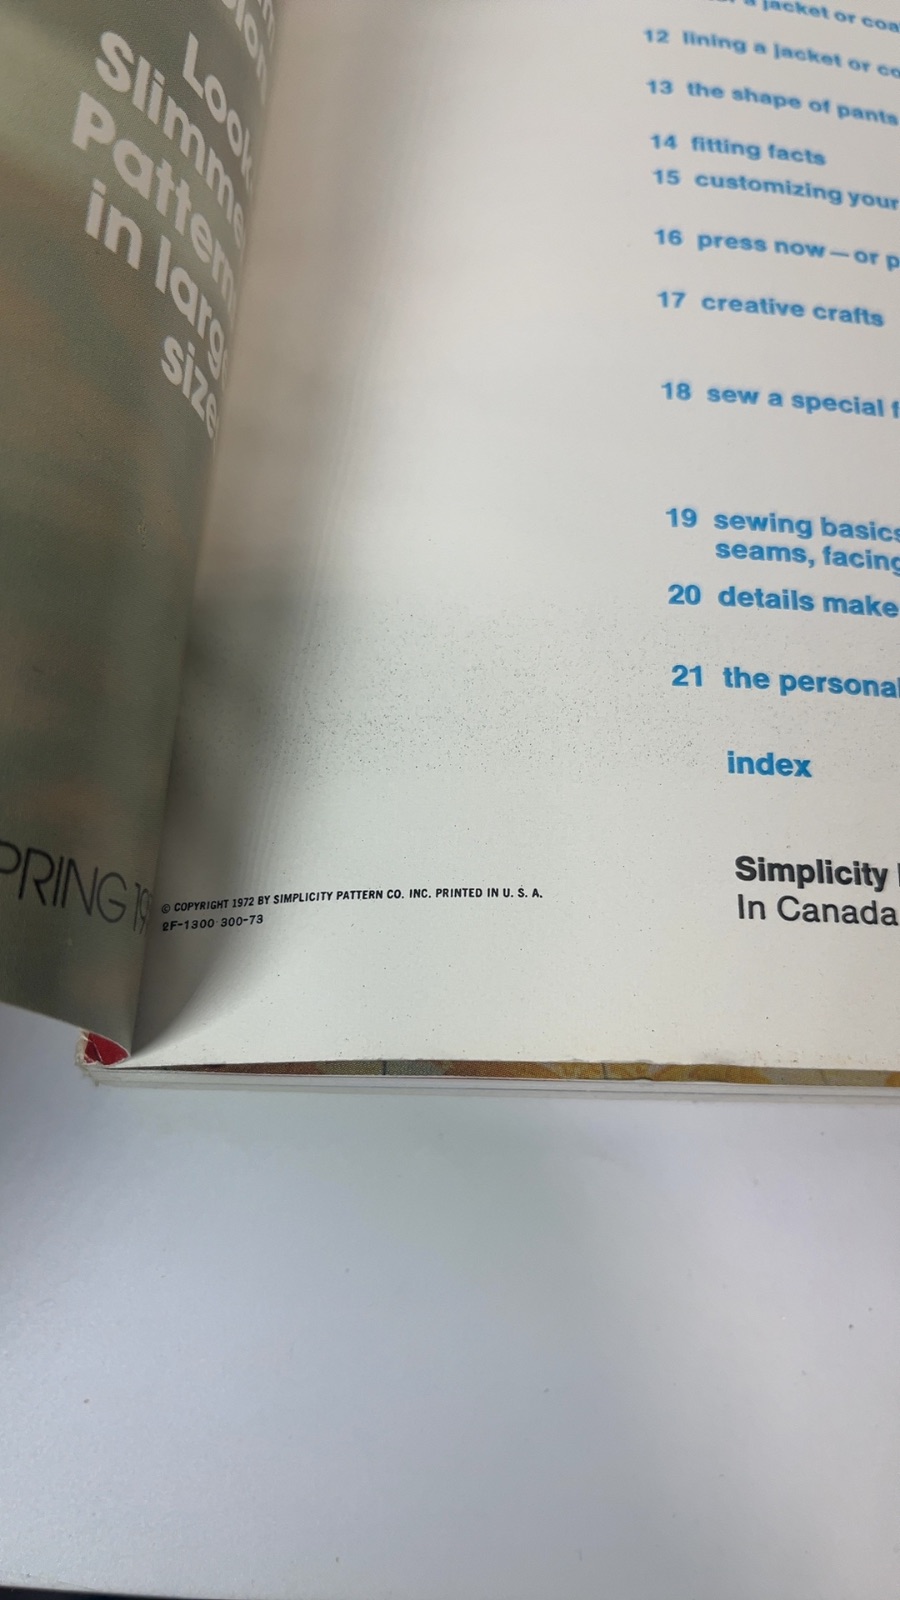 Look
Slimme
Pattern
in large
size
PRING 19
jacket or coa
12 lining a jacket or co
13 the shape of pants
14 fitting facts
15 customizing your
16 press now—or p
17 creative crafts
18 sew a special f
19 sewing basics
seams, facing
20 details make
21 the personal
index
Simplicity
In Canada
© COPYRIGHT 1972 BY SIMPLICITY PATTERN CO. INC. PRINTED IN U. S. A.
2F-1300 300-73